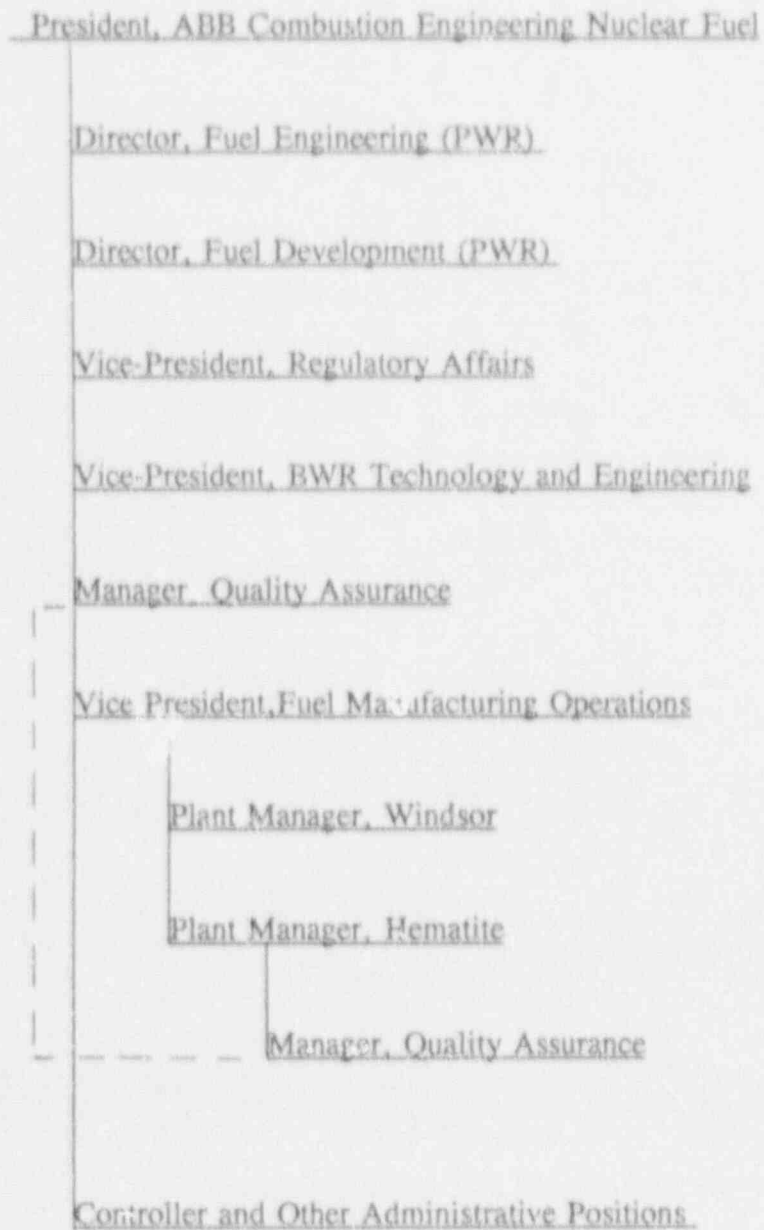 President, ABB Combustion Engineering Nuclear Fuel
Director, Fuel Engineering (PWR)
Director, Fuel Development (PWR)
Vice-President, Regulatory Affairs
Vice-President, BWR Technology and Engineering
Manager, Quality Assurance
Vice President,Fuel Manufacturing Operations
Plant Manager, Windsor
Plant Manager, Hematite
Manager, Quality Assurance
Controller and Other Administrative Positions